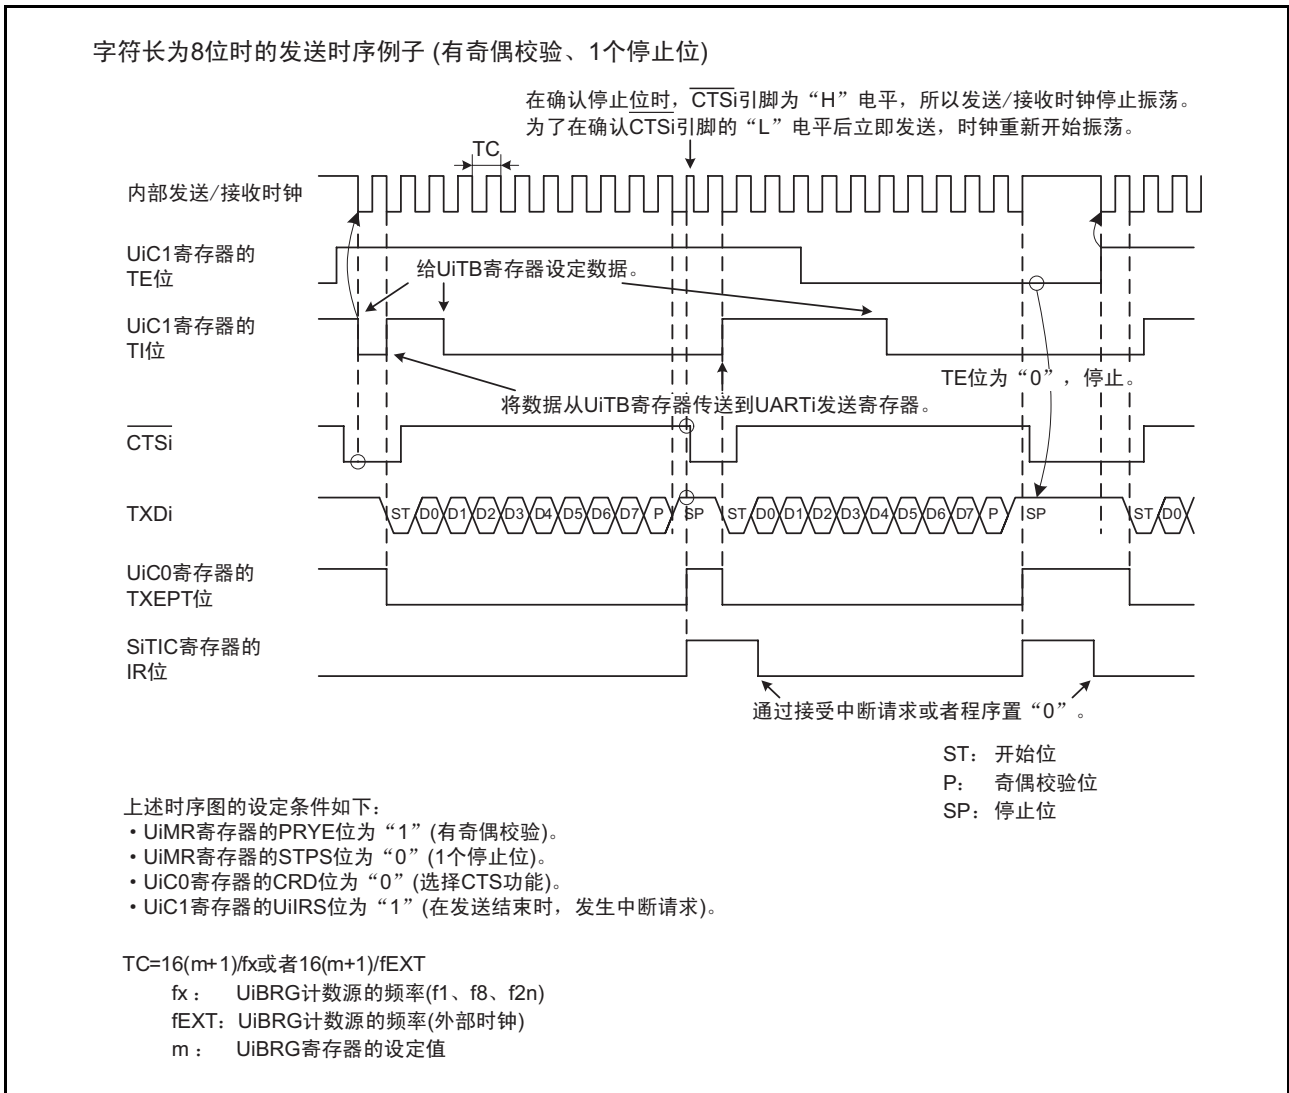 字符长为8位时的发送时序例子 (有奇偶校验、1个停止位)
在确认停止位时，CTSi引脚为“H”电平，所以发送/接收时钟停止振荡。
为了在确认CTSi引脚的“L”电平后立即发送，时钟重新开始振荡。
TC
内部发送/接收时钟
UiC1寄存器的
TE位
给UiTB寄存器设定数据。
UiC1寄存器的
TI位
TE位为“0”，停止。
将数据从UiTB寄存器传送到UARTi发送寄存器。
CTSi
TXDi
ST D0 D1 D2 D3 D4 D5 D6 D7 P SP ST D0 D1 D2 D3 D4 D5 D6 D7 P SP ST D0
UiC0寄存器的
TXEPT位
SiTIC寄存器的
IR位
通过接受中断请求或者程序置“0”。
ST： 开始位
P： 奇偶校验位
SP： 停止位
上述时序图的设定条件如下：
・UiMR寄存器的PRYE位为“1”(有奇偶校验)。
・UiMR寄存器的STPS位为“0”(1个停止位)。
・UiC0寄存器的CRD位为“0”(选择CTS功能)。
・UiC1寄存器的UiIRS位为“1”(在发送结束时，发生中断请求)。
TC=16(m+1)/fx或者16(m+1)/fEXT
fx： UiBRG计数源的频率(f1、f8、f2n)
fEXT：UiBRG计数源的频率(外部时钟)
m： UiBRG寄存器的设定值